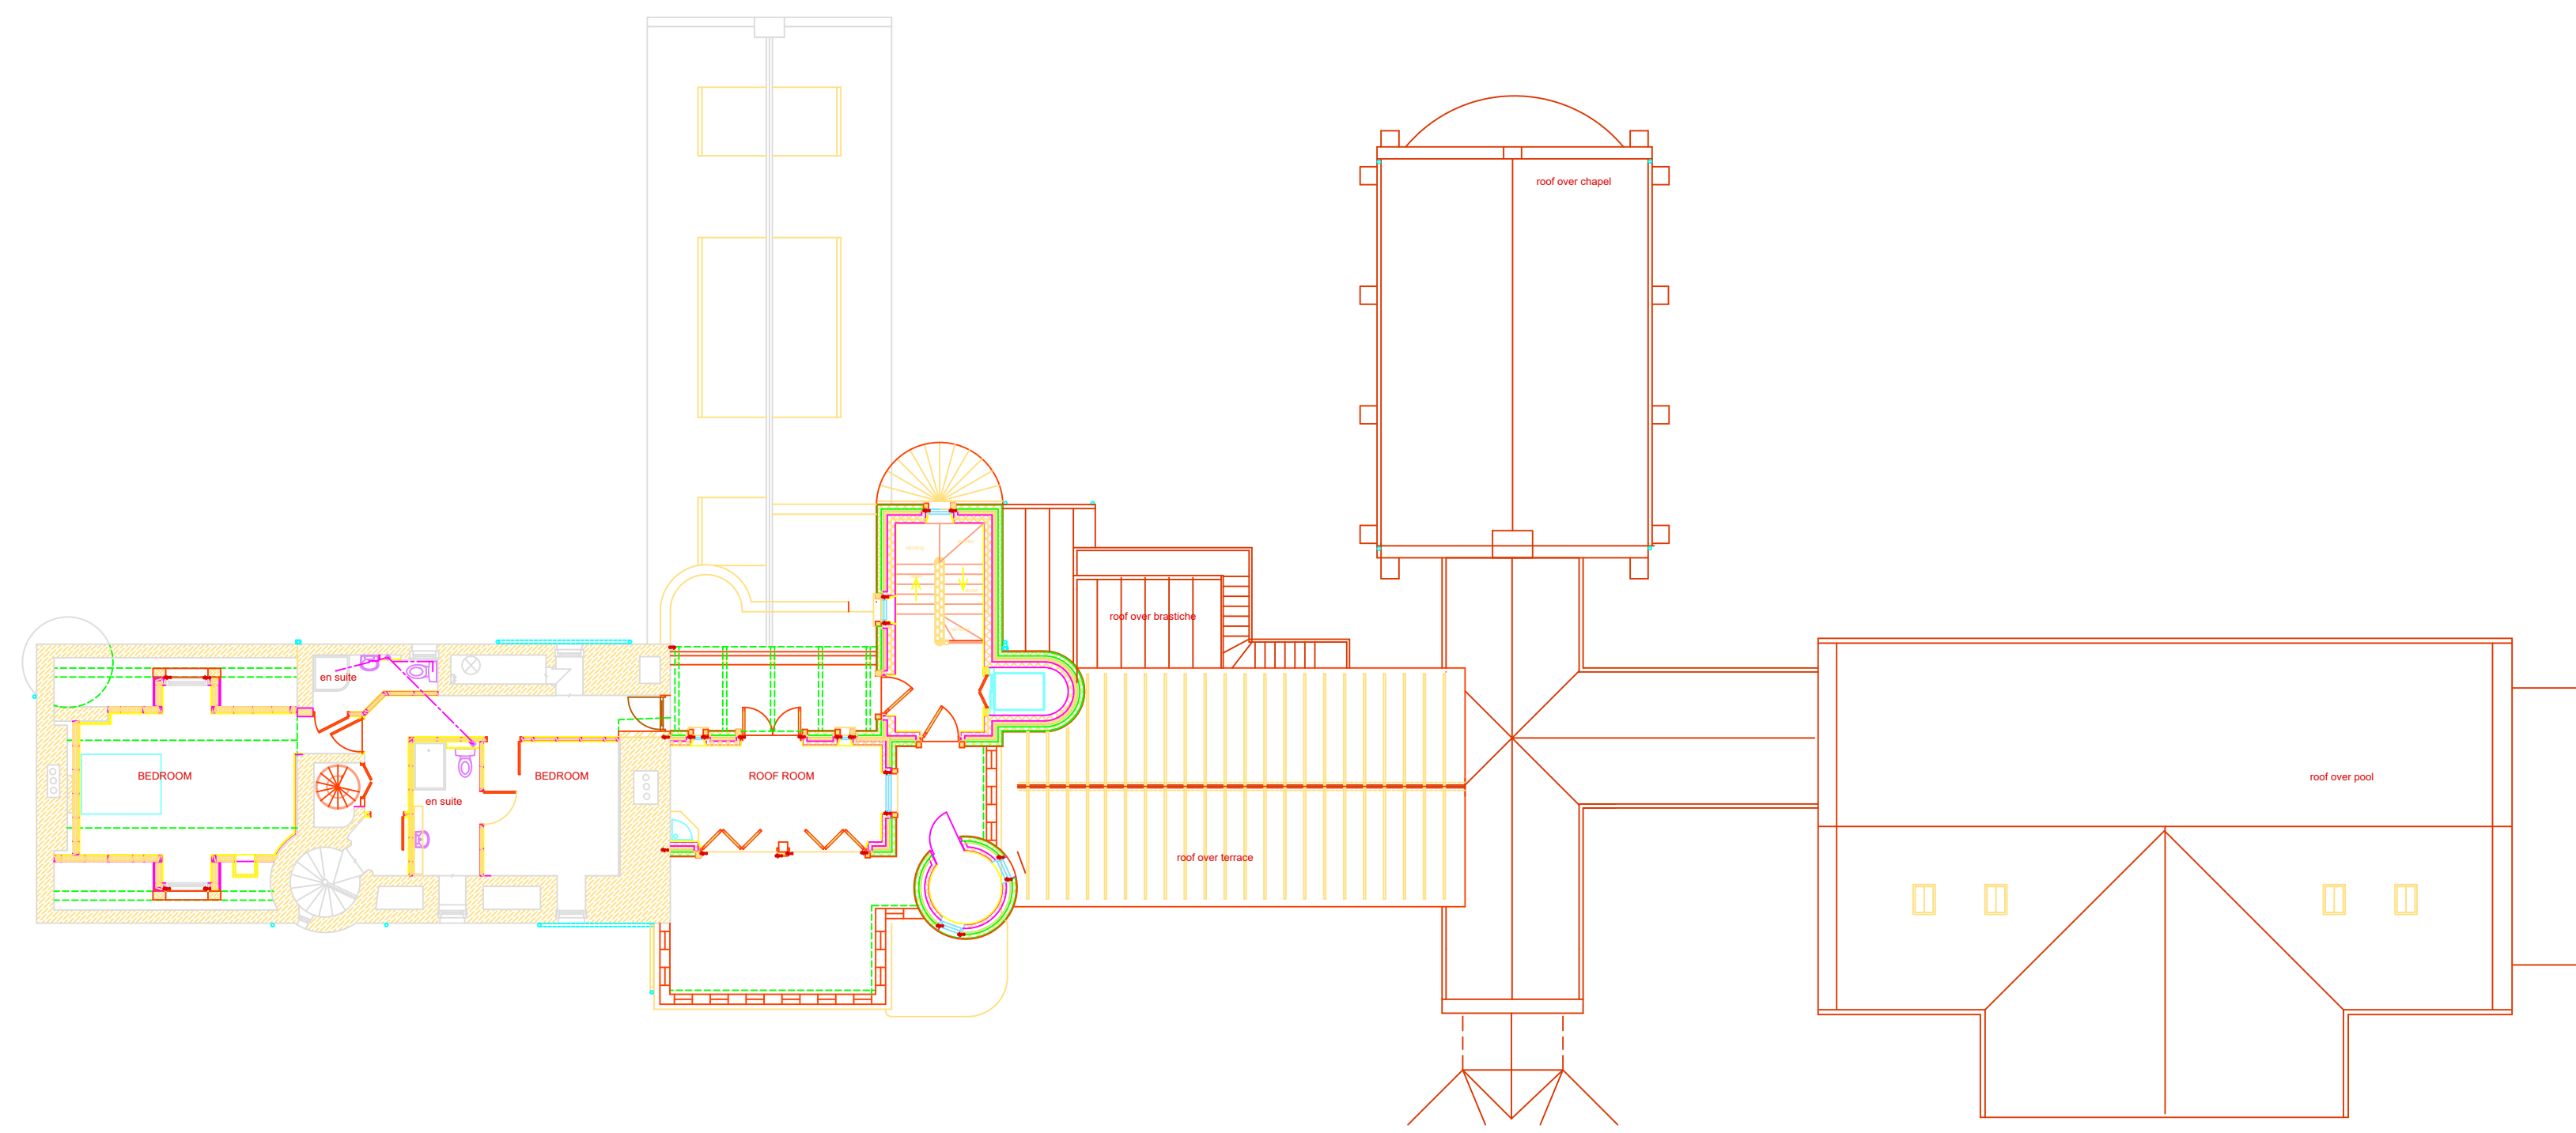 roof over chapel
roof over brastiche
en suite
BEDROOM
en suite
BEDROOM
ROOF ROOM
roof over pool
roof over terrace